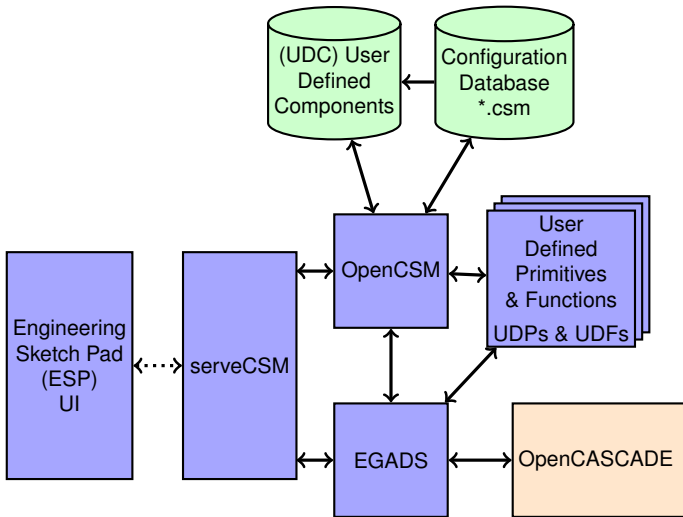 (UDC) User
Defined
Components
Configuration
Database
*.csm
OpenCSM
User
Defined
Primitives
& Functions
UDPs & UDFs
Engineering
Sketch Pad
(ESP)
UI
serveCSM
EGADS
OpenCASCADE